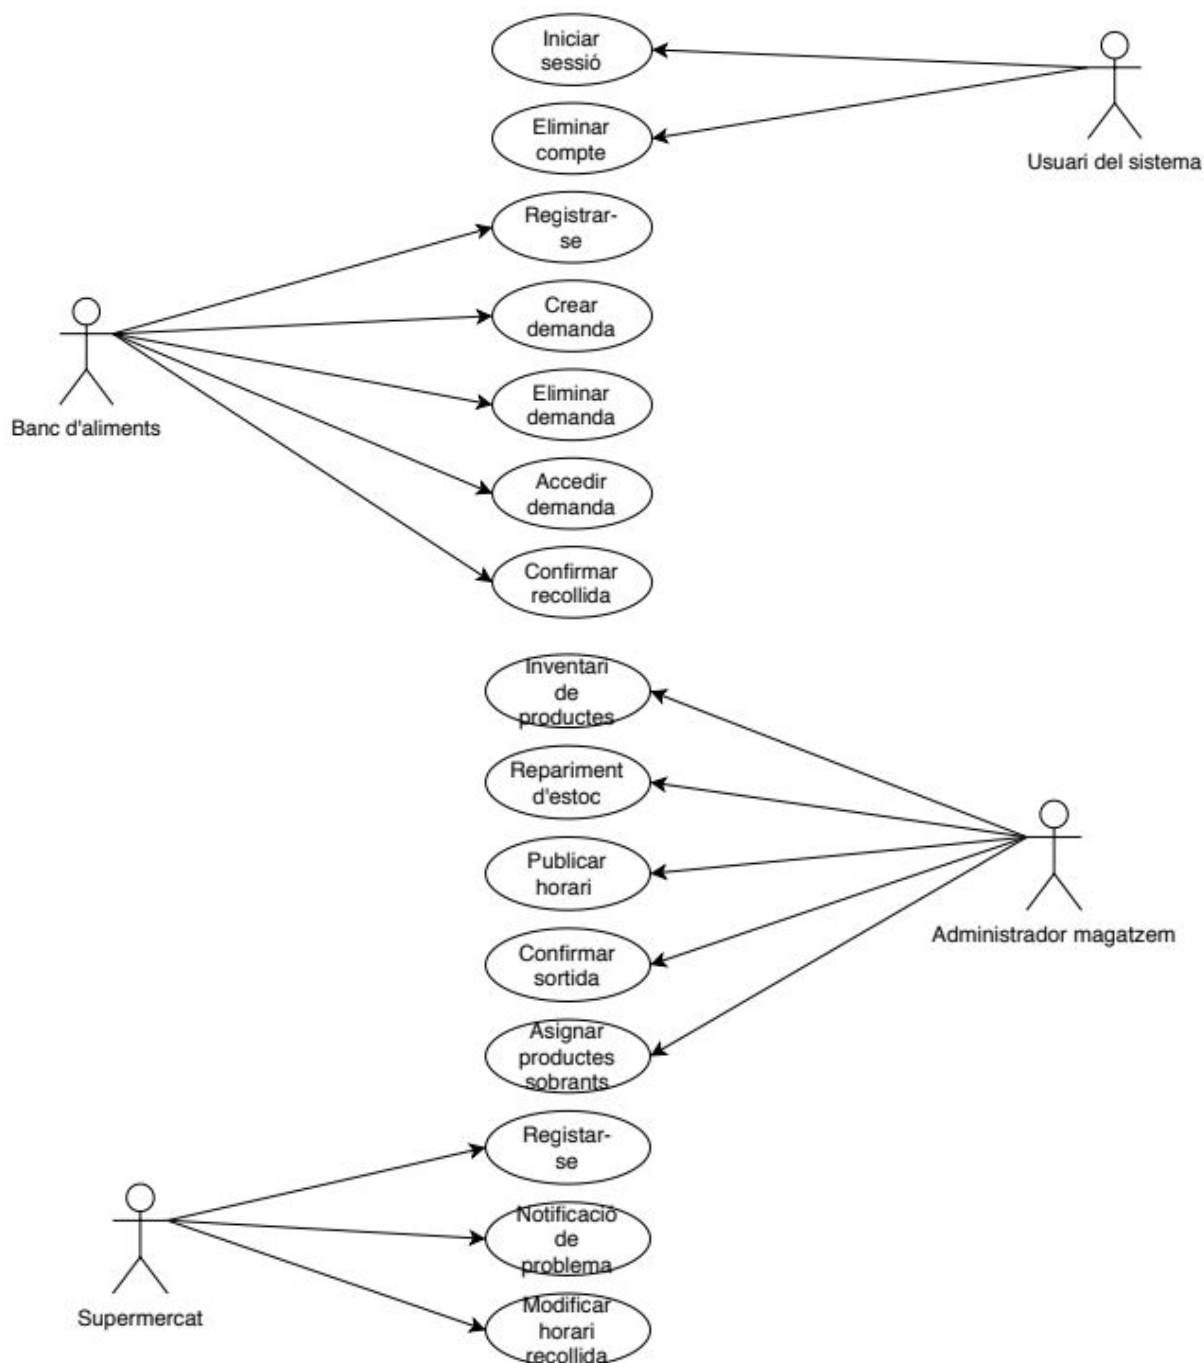 Iniciar
sessió
Eliminar
compte
Usuari del sistema
Registrar-
se
Crear
demanda
Eliminar
demanda
Banc d'aliments
Accedir
demanda
Confirmar
recollida
Inventari
de
productes
Repariment
d'estoc
Publicar
horari
Administrador magatzem
Confirmar
sortida
Asignar
productes
sobrants
Registar-
se
Notificació
de
problema
Supermercat
Modificar
horari
recollida